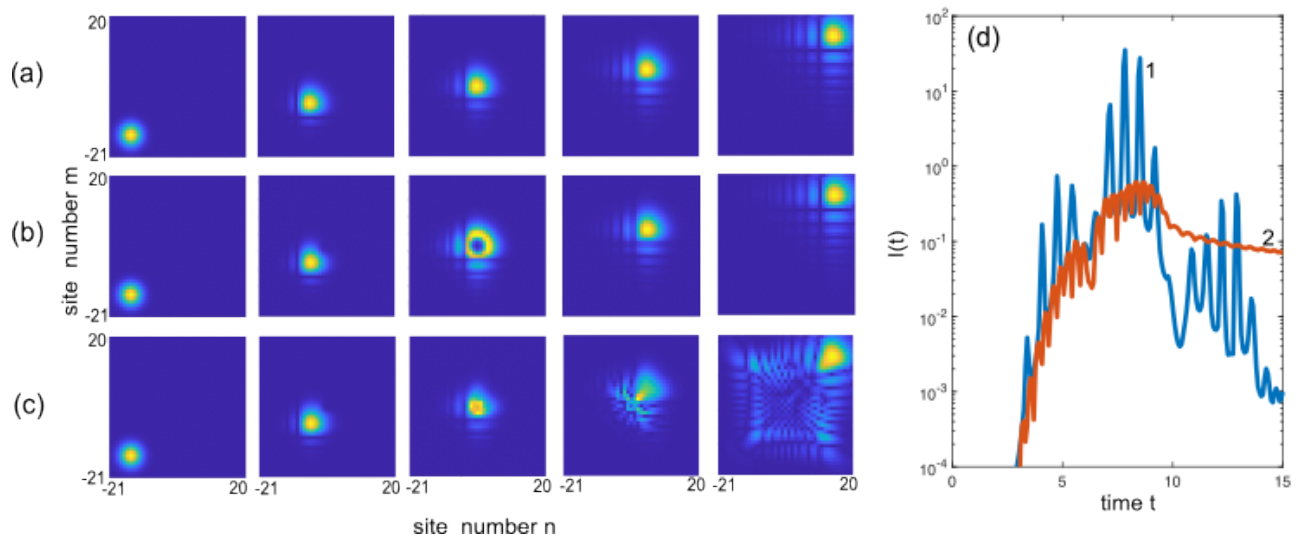 (a)
20
-21
(b)
20
-21
(c)
20
-21
-21 20 -21 20 -21 20 -21 20 -21 20
site number m
site number n
(d)
10^2
10^1
10^0
10^-1
10^-2
10^-3
10^-4
I(t)
1
2
0 5 10 15
time t